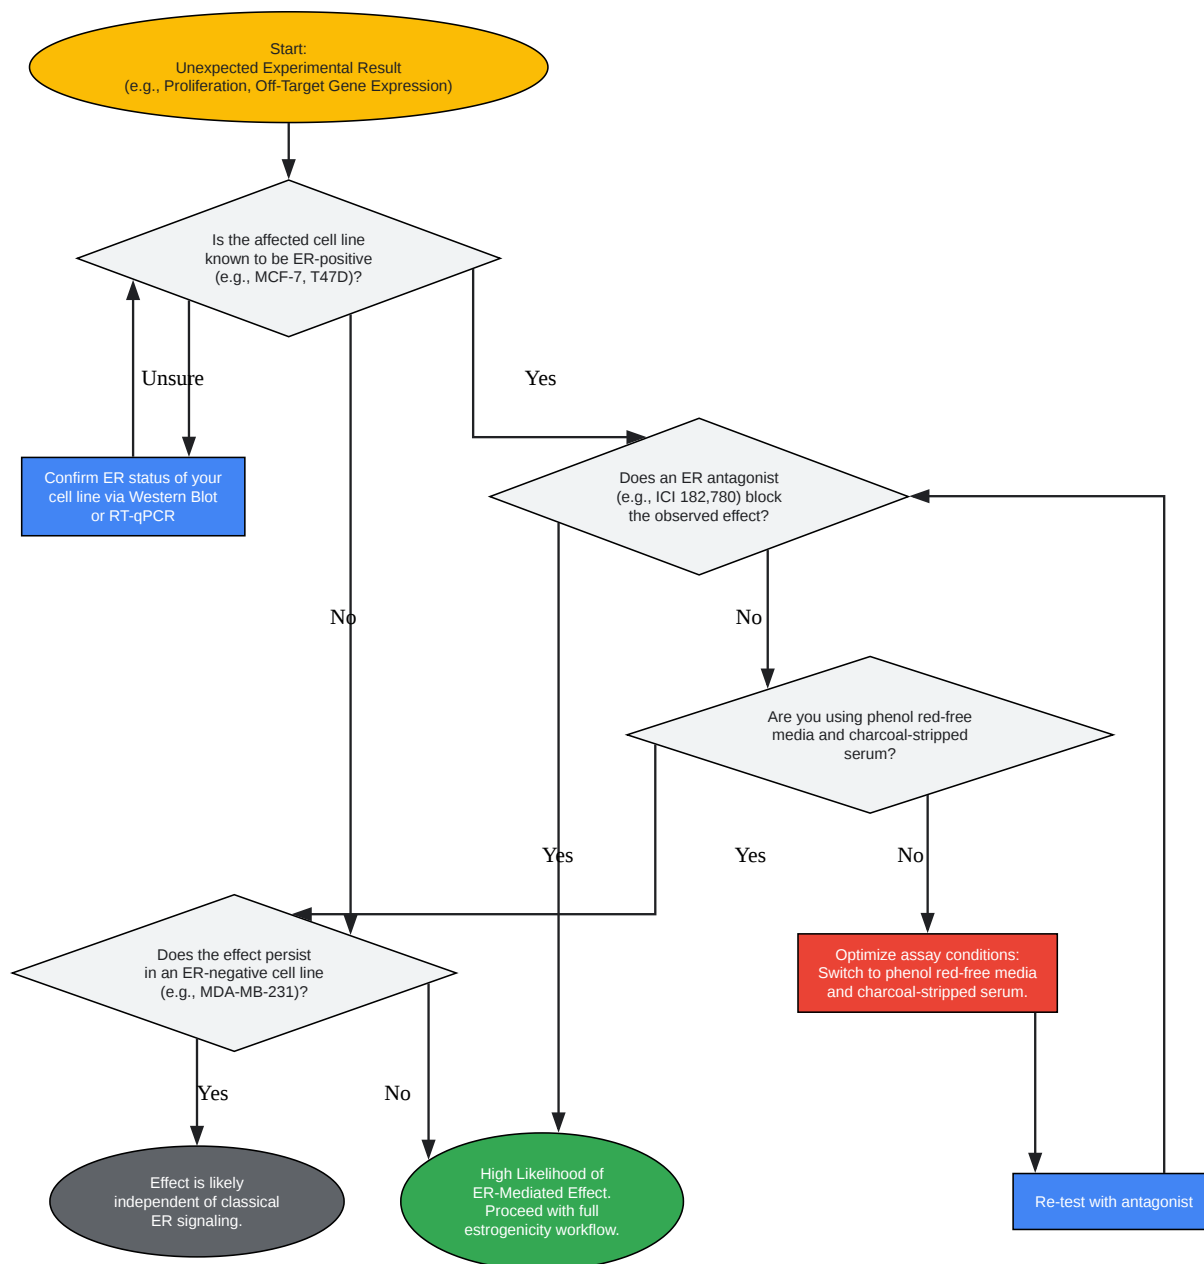 Start:
Unexpected Experimental Result
(e.g., Proliferation, Off-Target Gene Expression)
Is the affected cell line
known to be ER-positive
(e.g., MCF-7, T47D)?
Unsure
Yes
Confirm ER status of your
cell line via Western Blot
or RT-qPCR
Does an ER antagonist
(e.g., ICI 182,780) block
the observed effect?
No
No
Are you using phenol red-free
media and charcoal-stripped
serum?
Yes
Yes
No
Does the effect persist
in an ER-negative cell line
(e.g., MDA-MB-231)?
Optimize assay conditions:
Switch to phenol red-free media
and charcoal-stripped serum.
Yes
No
Effect is likely
independent of classical
ER signaling.
High Likelihood of
ER-Mediated Effect.
Proceed with full
estrogenicity workflow.
Re-test with antagonist